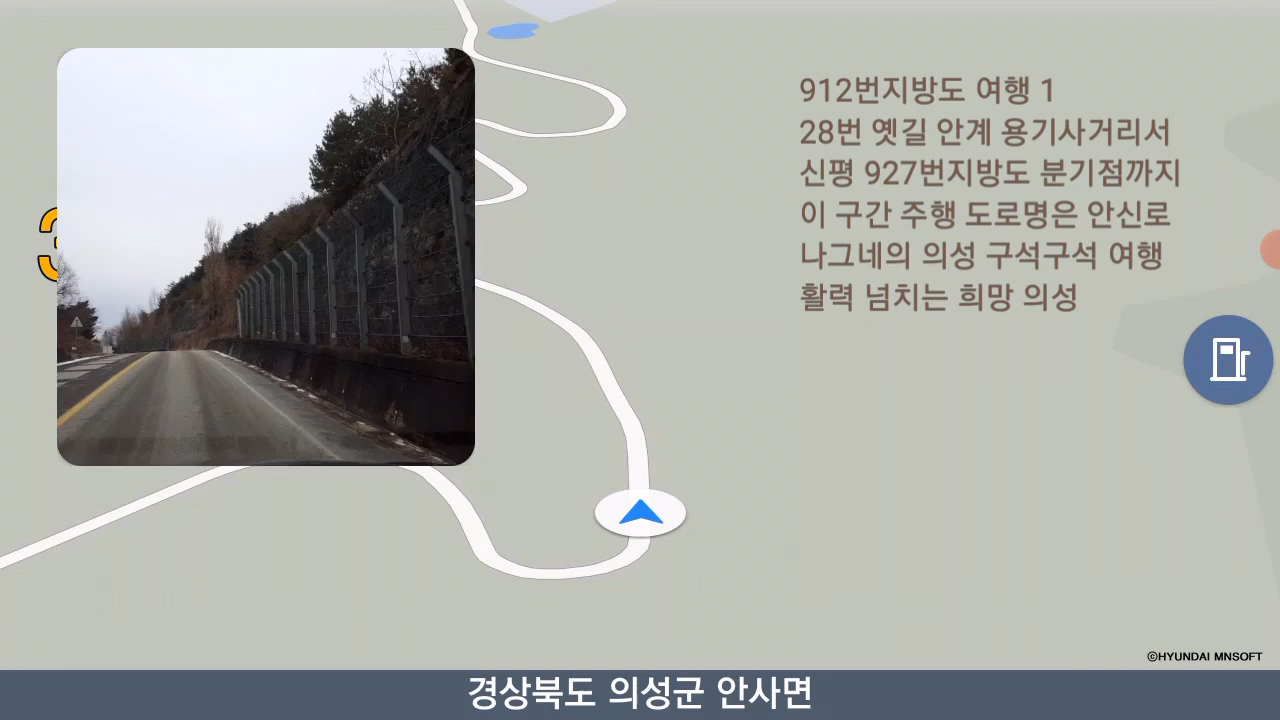 912번지방도 여행 1
28번 옛길 안계 용기사거리서
신평 927번지방도 분기점까지
이 구간 주행 도로명은 안신로
나그네의 의성 구석구석 여행
활력 넘치는 희망 의성
©HYUNDAI MNSOFT
경상북도 의성군 안사면